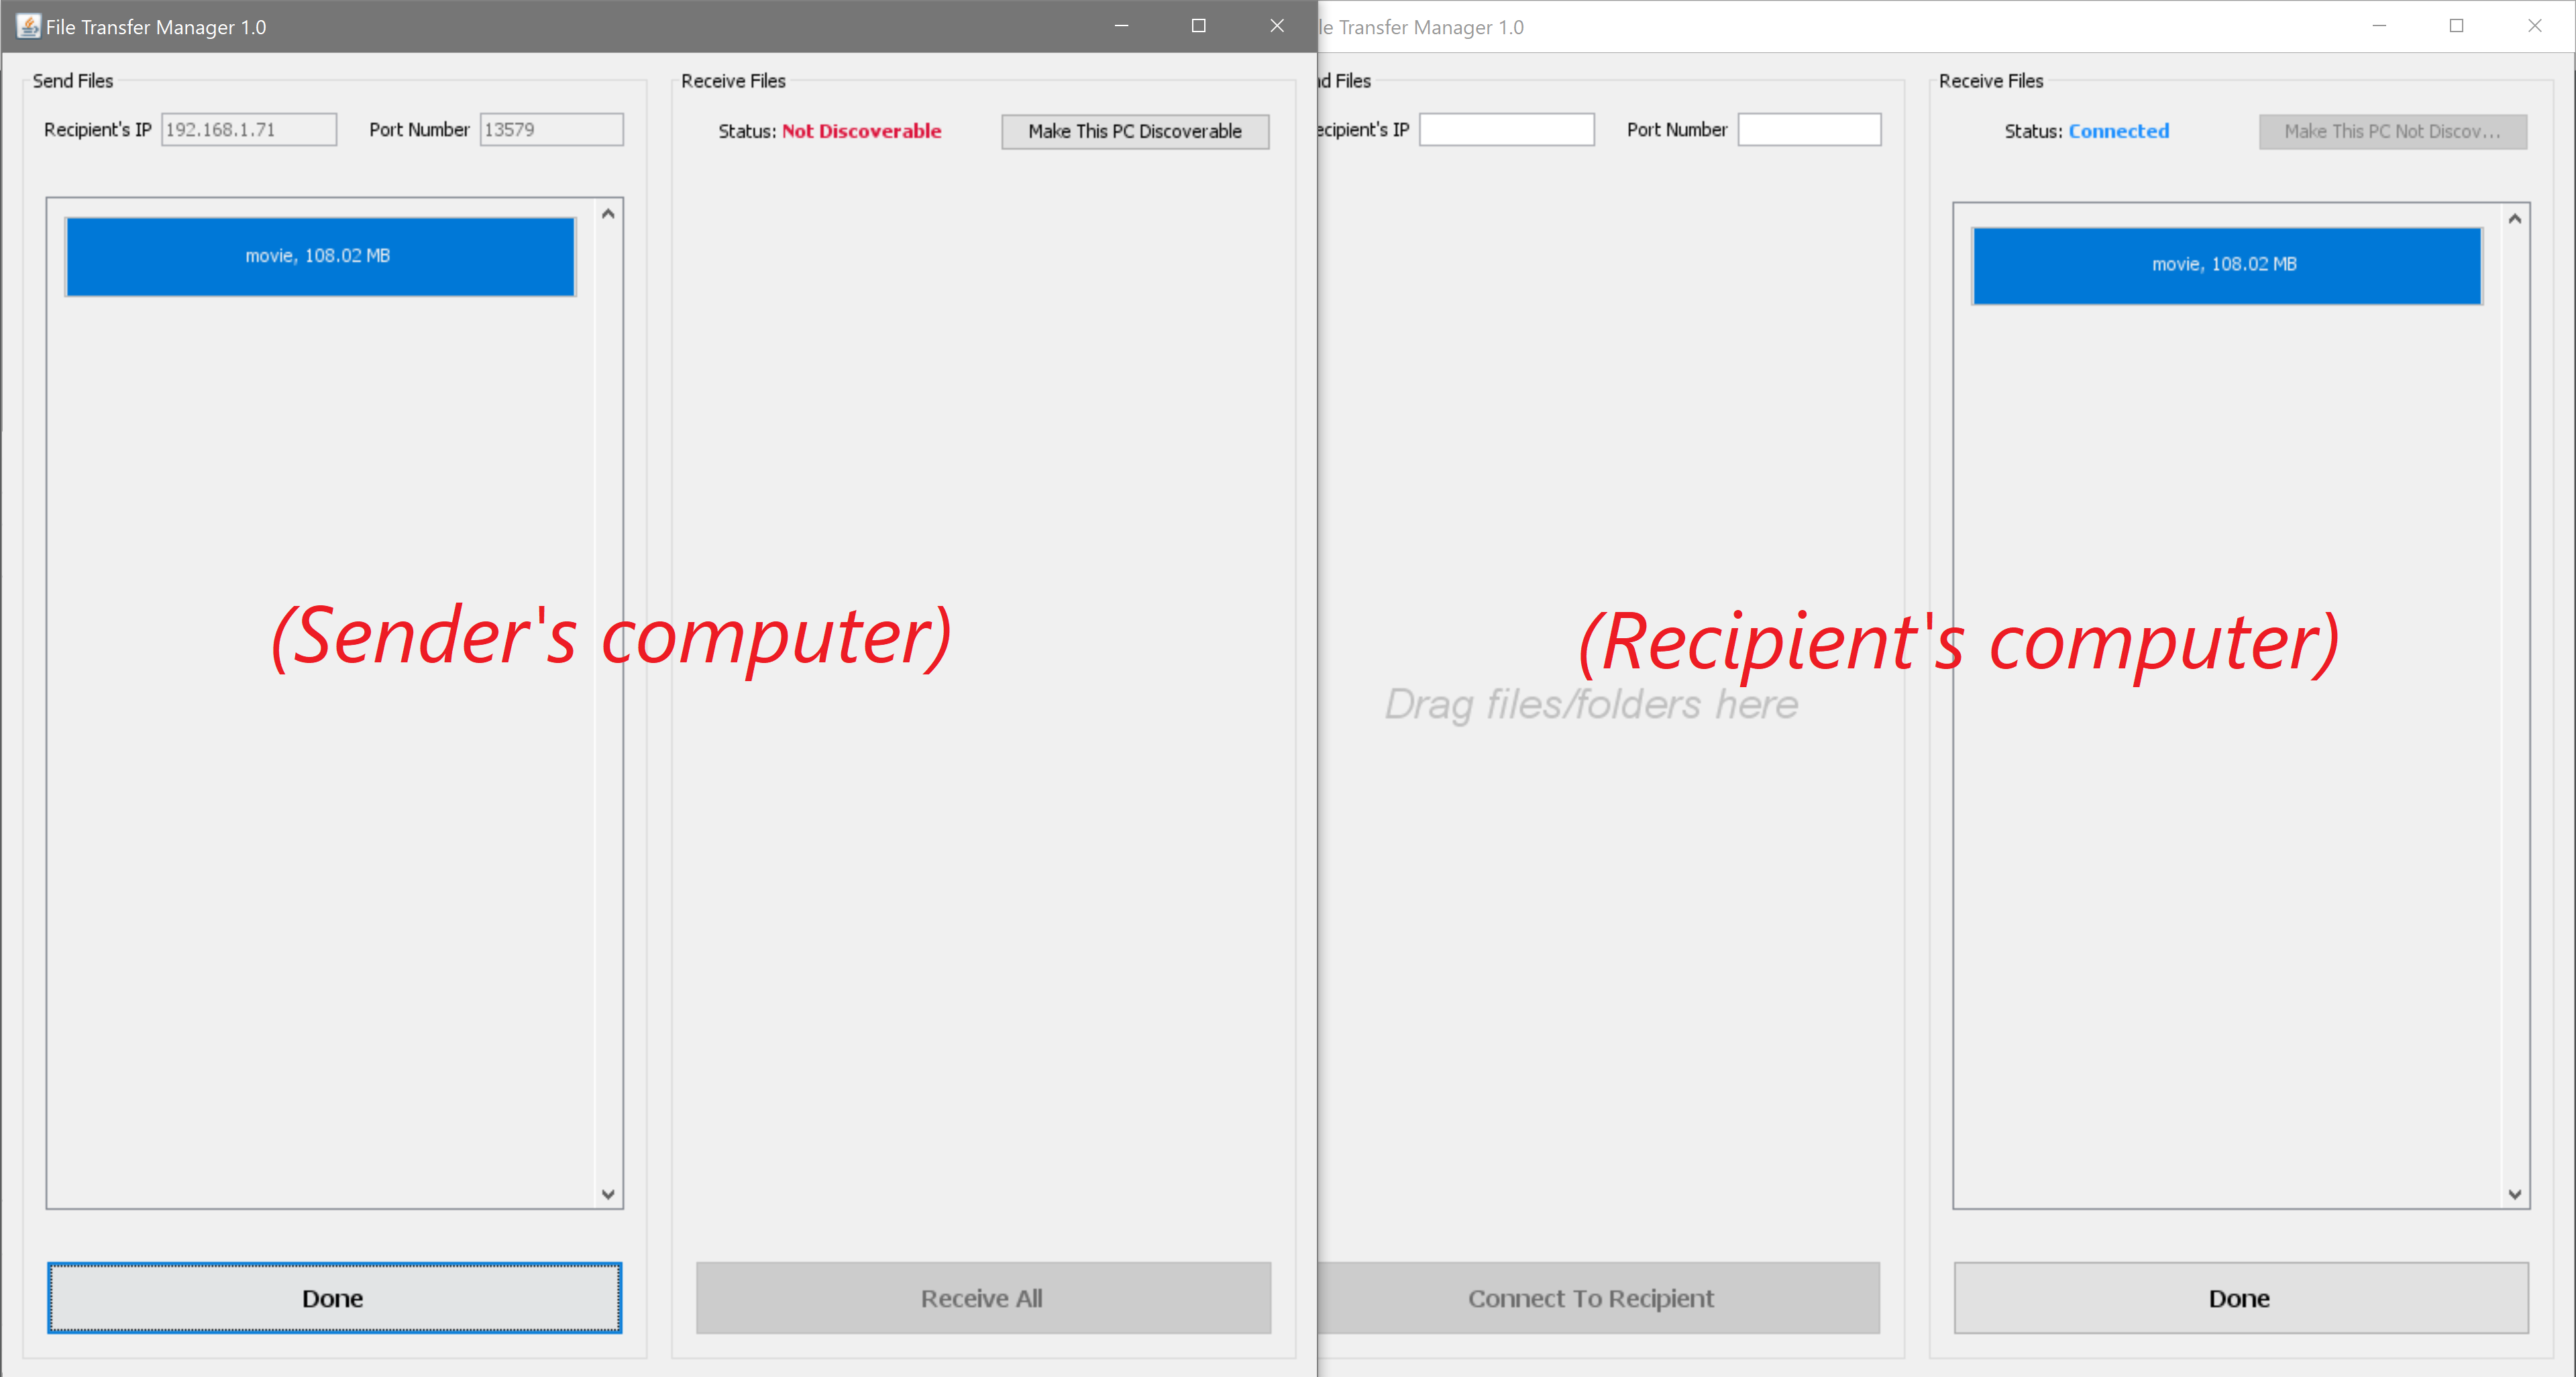 File Transfer Manager 1.0
Send Files
Recipient's IP 192.168.1.71 Port Number 13579
movie, 108.02 MB
Done
Receive Files
Status: Not Discoverable Make This PC Discoverable
Receive All
(Sender's computer)
le Transfer Manager 1.0
d Files
ecipient's IP Port Number
Drag files/folders here
Connect To Recipient
Receive Files
Status: Connected Make This PC Not Discov...
movie, 108.02 MB
Done
(Recipient's computer)